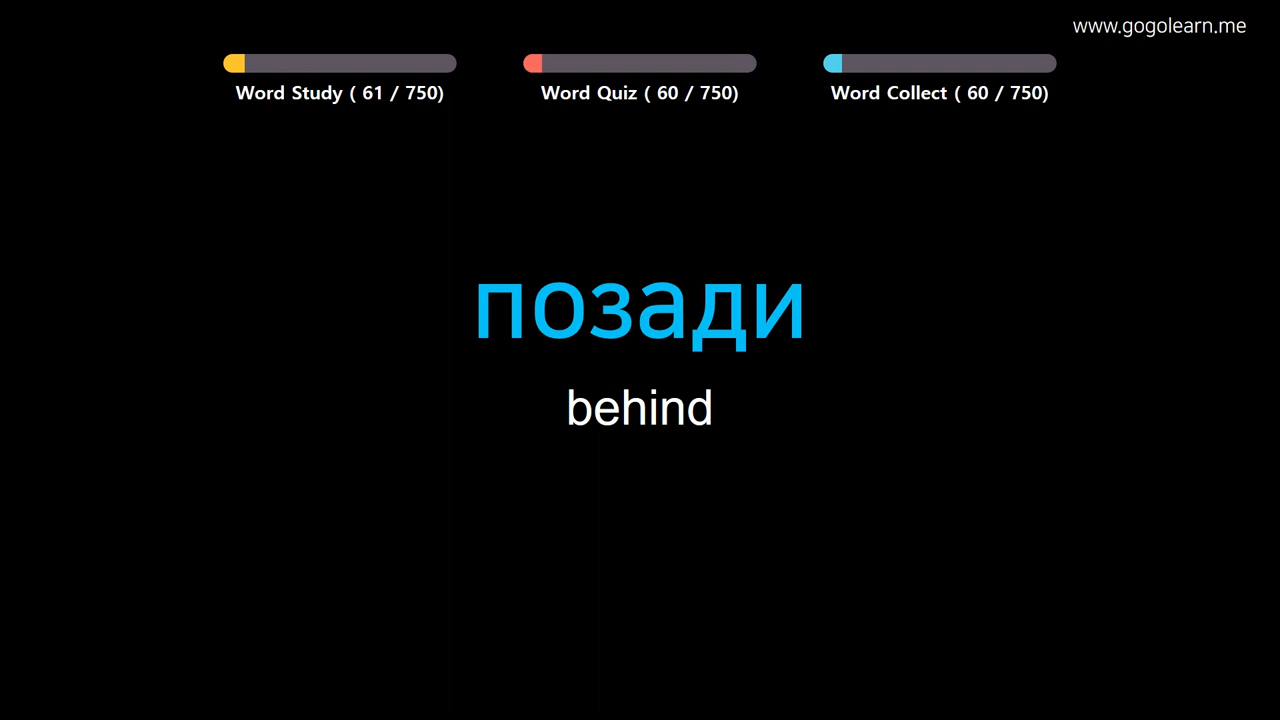 www.gogolearn.me
Word Study ( 61 / 750)
Word Quiz ( 60 / 750)
Word Collect ( 60 / 750)
позади
behind